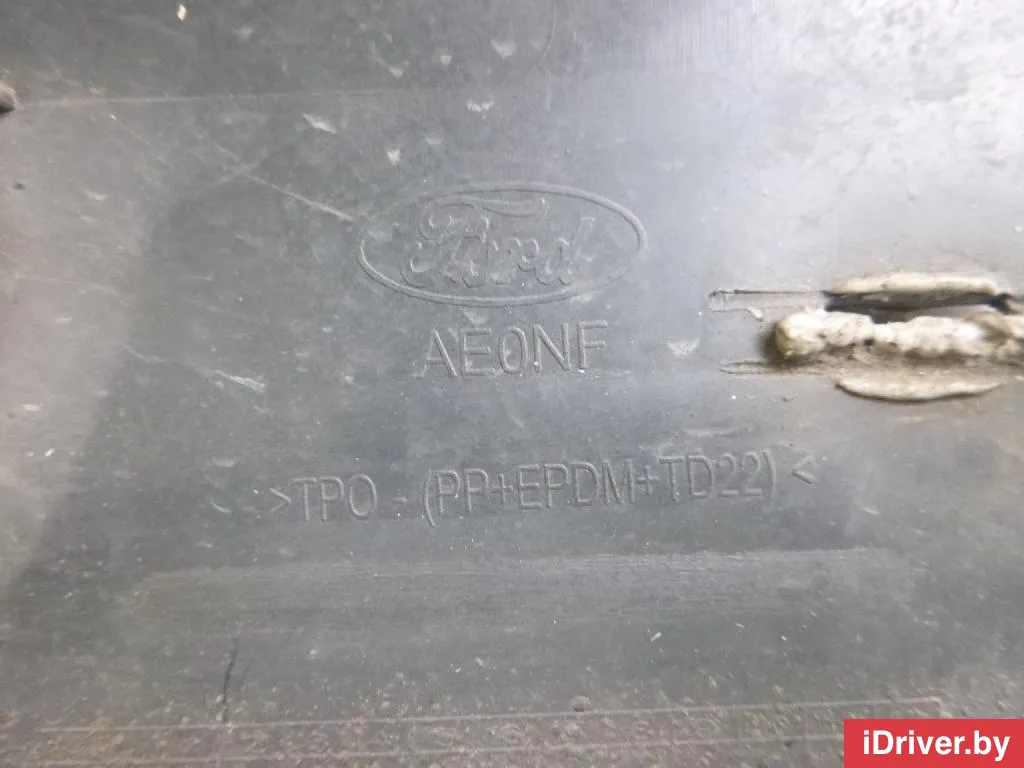 Ford
AE0NF
>TPO - (PP+EPDM+TD22)<
iDriver.by